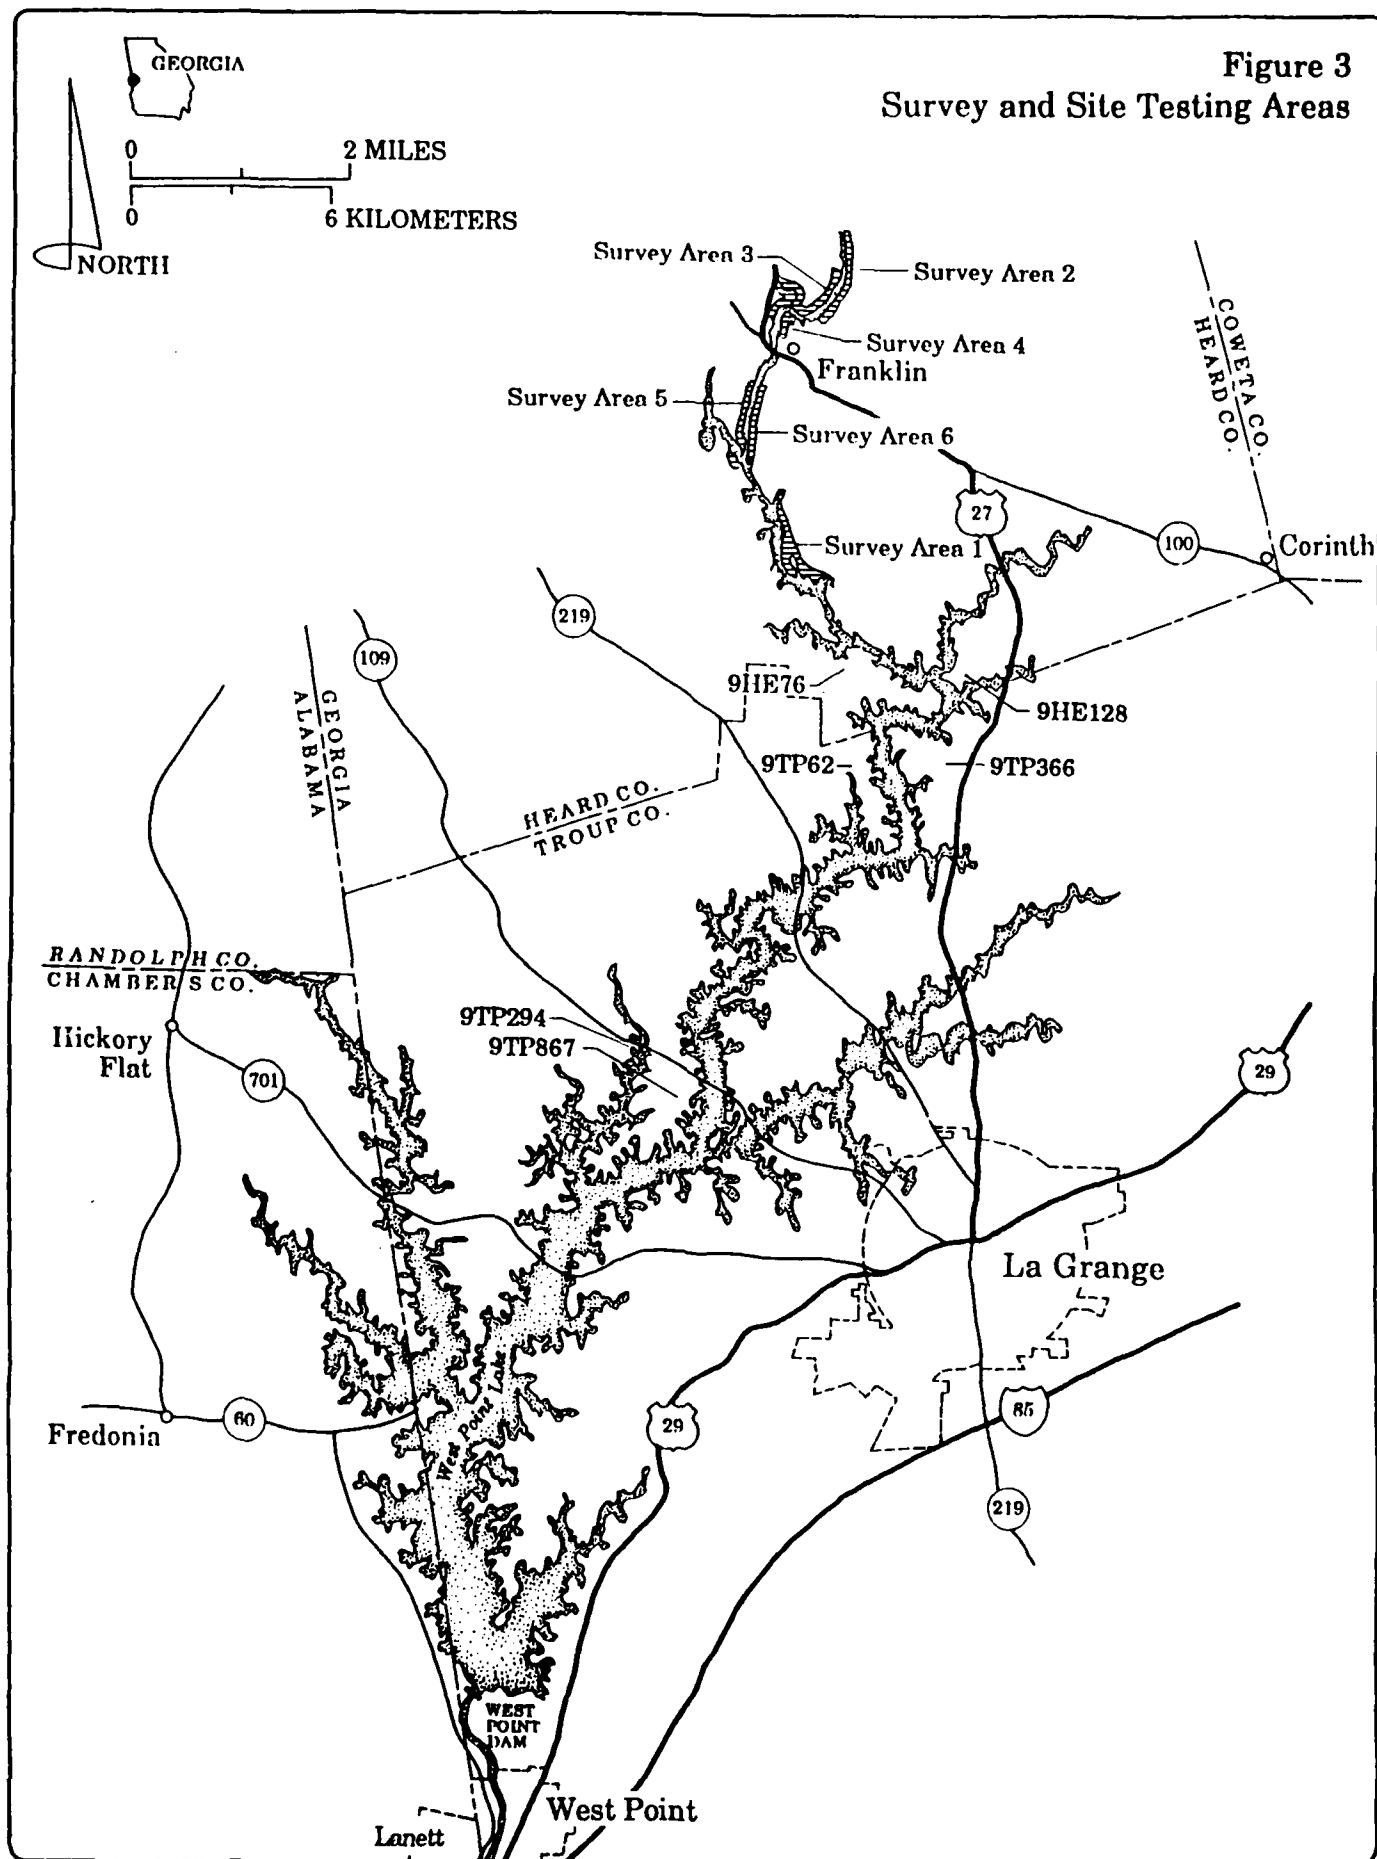 Figure 3
Survey and Site Testing Areas
GEORGIA
0 2 MILES
0 6 KILOMETERS
NORTH
Survey Area 3
Survey Area 2
Survey Area 4
Franklin
Survey Area 5
Survey Area 6
COWETA CO.
HEARD CO.
27
100
Corinth
Survey Area 1
219
109
GEORGIA
ALABAMA
9HE76
9HE128
9TP62
9TP366
HEARD CO.
TROUP CO.
RANDOLPH CO.
CHAMBERS CO.
Hickory
Flat
701
9TP294
9TP867
29
La Grange
West Point Lake
Fredonia
60
29
85
219
WEST
POINT
DAM
West Point
Lanett